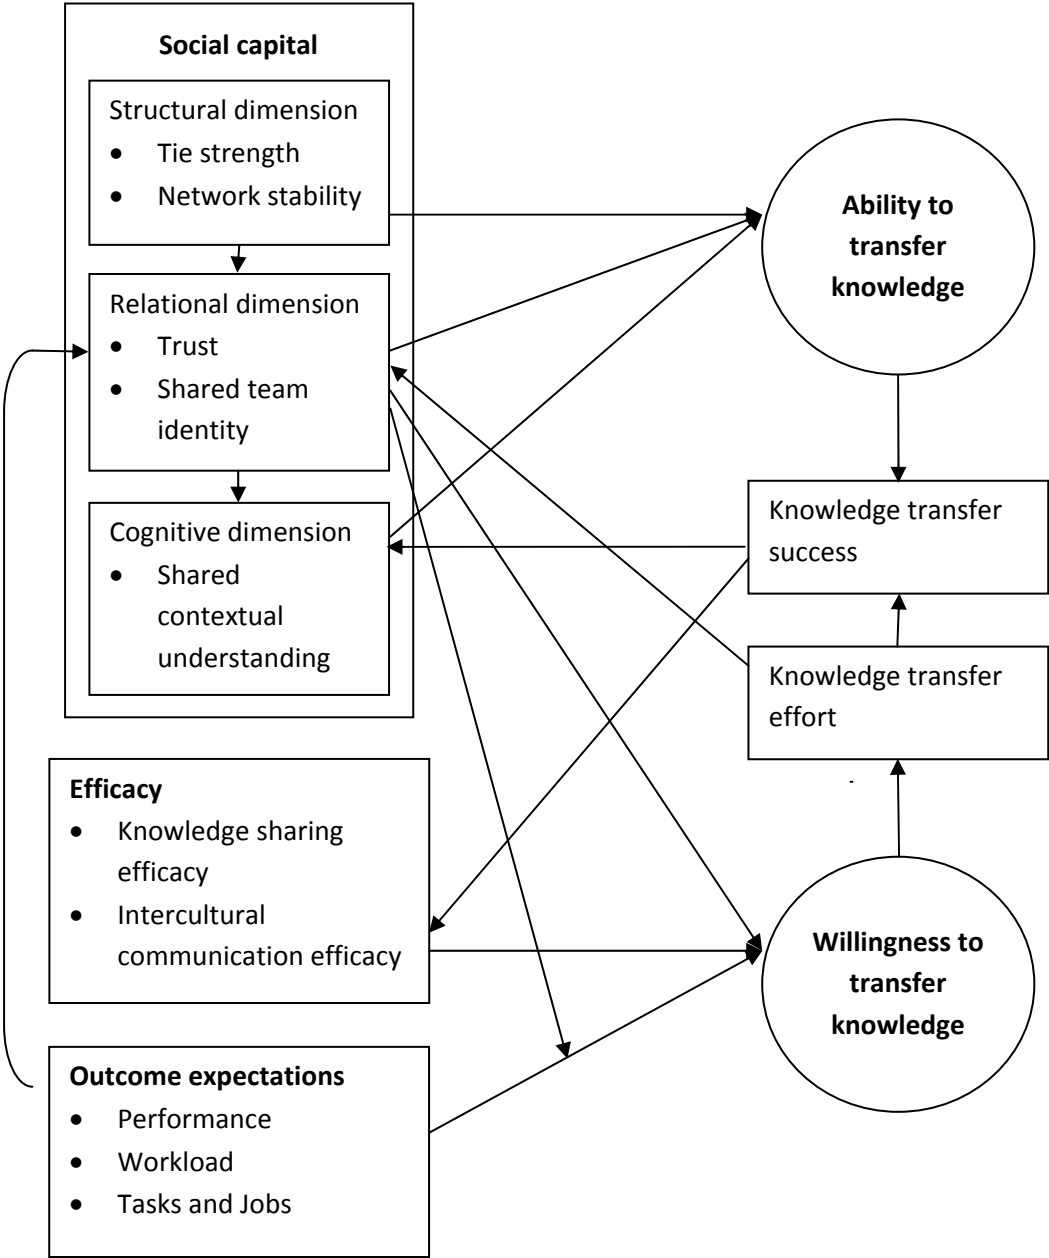 Social capital
Structural dimension
• Tie strength
• Network stability
Relational dimension
• Trust
• Shared team
identity
Cognitive dimension
• Shared
contextual
understanding
Efficacy
• Knowledge sharing
efficacy
• Intercultural
communication efficacy
Outcome expectations
• Performance
• Workload
• Tasks and Jobs
Ability to
transfer
knowledge
Knowledge transfer
success
Knowledge transfer
effort
Willingness to
transfer
knowledge